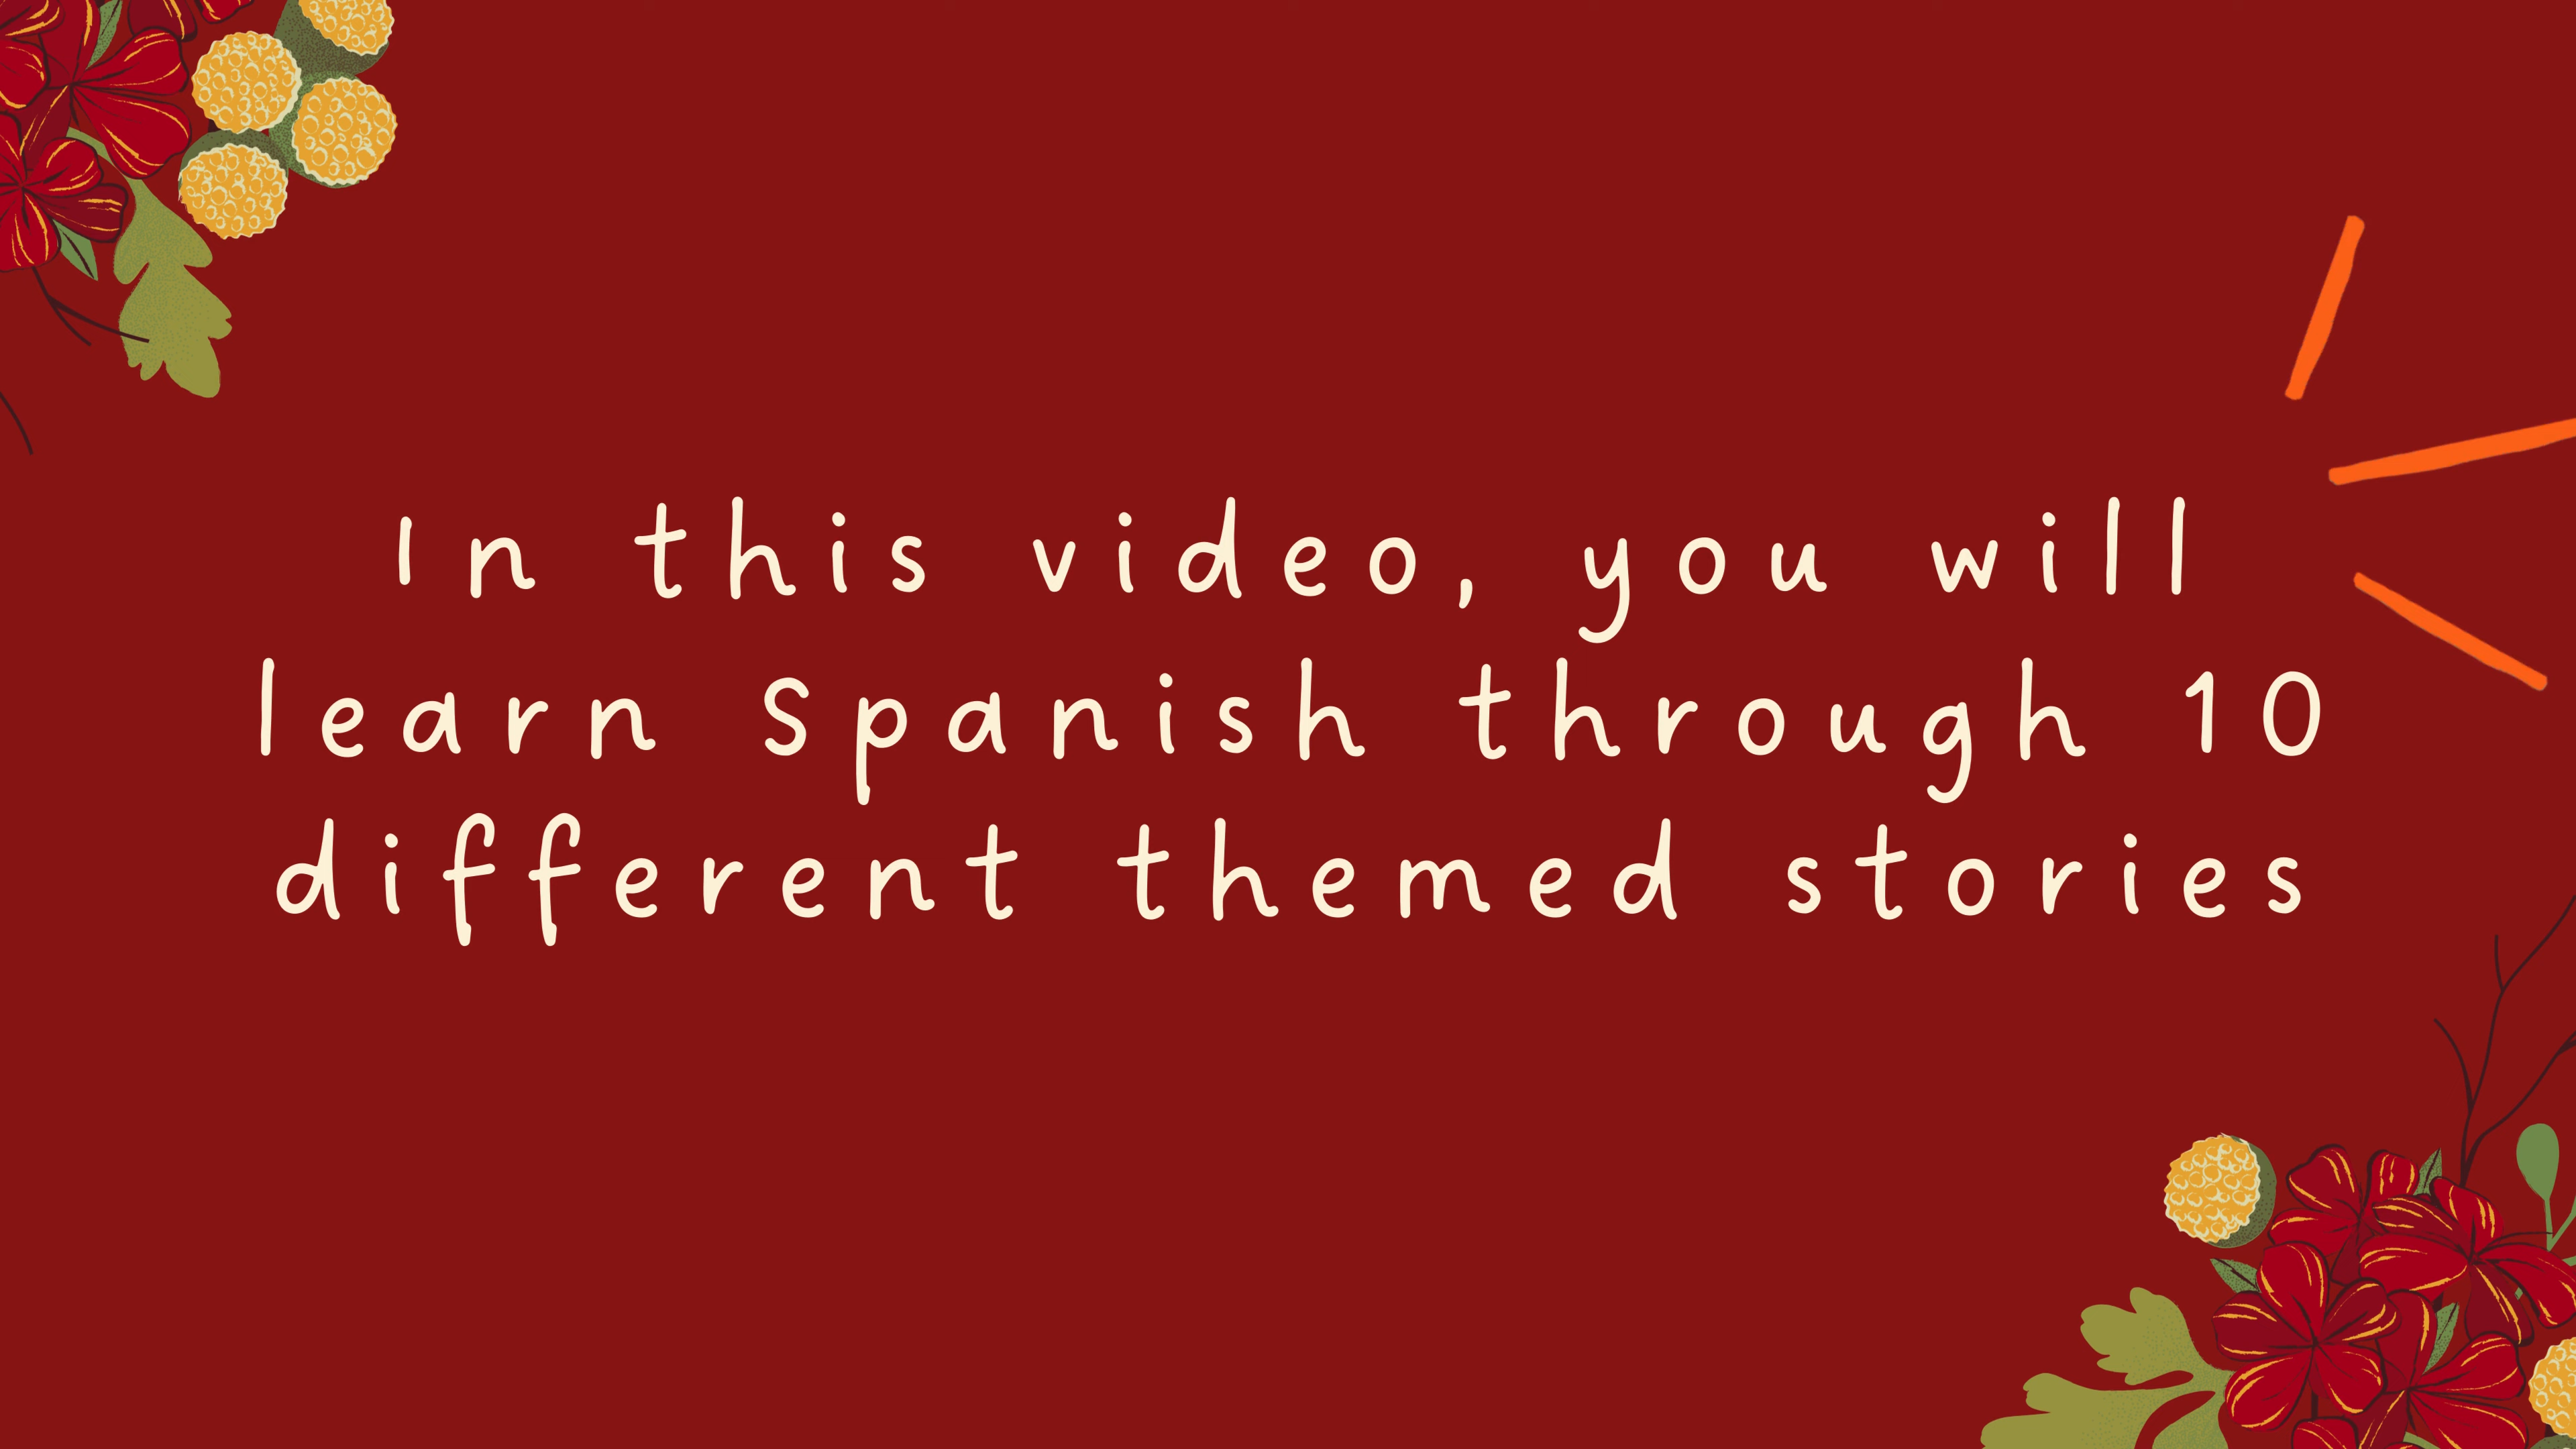 In this video, you will
learn Spanish through 10
different themed stories